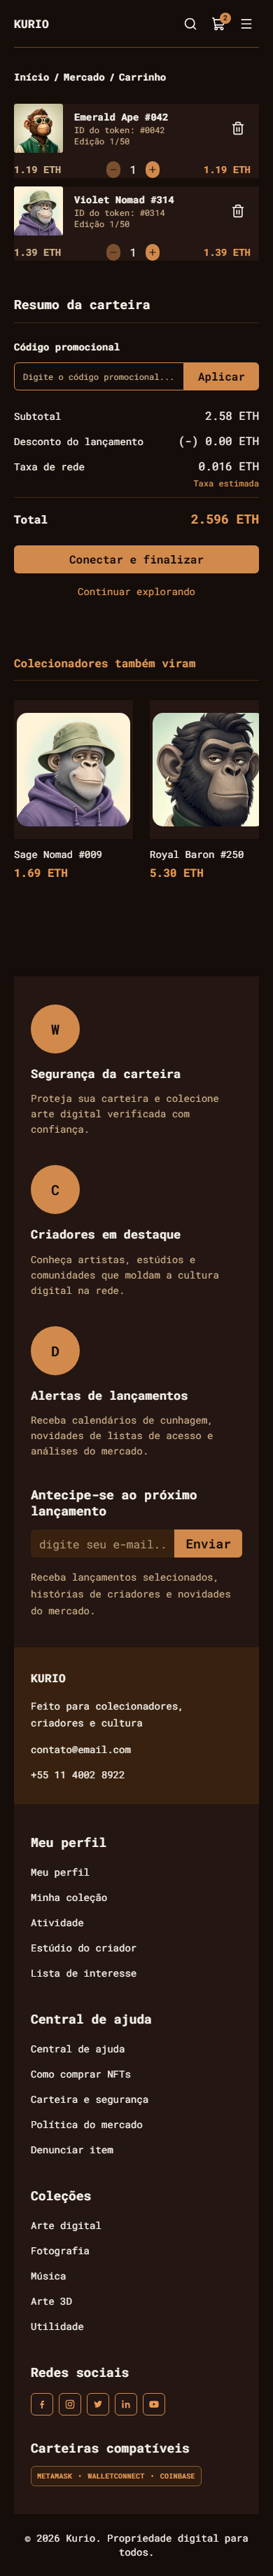 KURIO
2
Início / Mercado / Carrinho
Emerald Ape #042
ID do token: #0042
Edição 1/50
1.19 ETH
− 1 +
1.19 ETH
Violet Nomad #314
ID do token: #0314
Edição 1/50
1.39 ETH
− 1 +
1.39 ETH
Resumo da carteira
Código promocional
Digite o código promocional...
Aplicar
Subtotal 2.58 ETH
Desconto do lançamento (-) 0.00 ETH
Taxa de rede 0.016 ETH
Taxa estimada
Total 2.596 ETH
Conectar e finalizar
Continuar explorando
Colecionadores também viram
Sage Nomad #009
1.69 ETH
Royal Baron #250
5.30 ETH
W
Segurança da carteira
Proteja sua carteira e colecione
arte digital verificada com
confiança.
C
Criadores em destaque
Conheça artistas, estúdios e
comunidades que moldam a cultura
digital na rede.
D
Alertas de lançamentos
Receba calendários de cunhagem,
novidades de listas de acesso e
análises do mercado.
Antecipe-se ao próximo
lançamento
digite seu e-mail..
Enviar
Receba lançamentos selecionados,
histórias de criadores e novidades
do mercado.
KURIO
Feito para colecionadores,
criadores e cultura
contato@email.com
+55 11 4002 8922
Meu perfil
Meu perfil
Minha coleção
Atividade
Estúdio do criador
Lista de interesse
Central de ajuda
Central de ajuda
Como comprar NFTs
Carteira e segurança
Política do mercado
Denunciar item
Coleções
Arte digital
Fotografia
Música
Arte 3D
Utilidade
Redes sociais
Carteiras compatíveis
METAMASK • WALLETCONNECT • COINBASE
© 2026 Kurio. Propriedade digital para
todos.